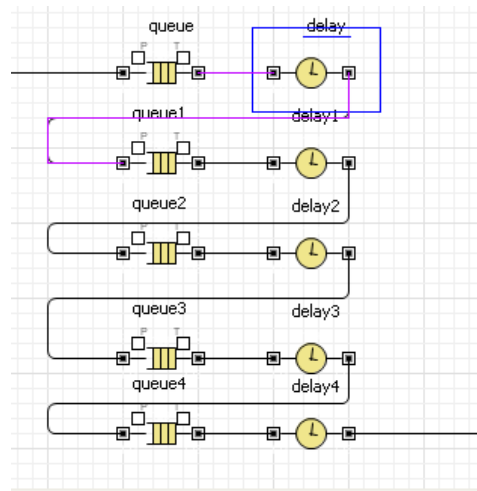 queue delay
P T
queue1 delay1
P T
queue2 delay2
P T
queue3 delay3
P T
queue4 delay4
P T